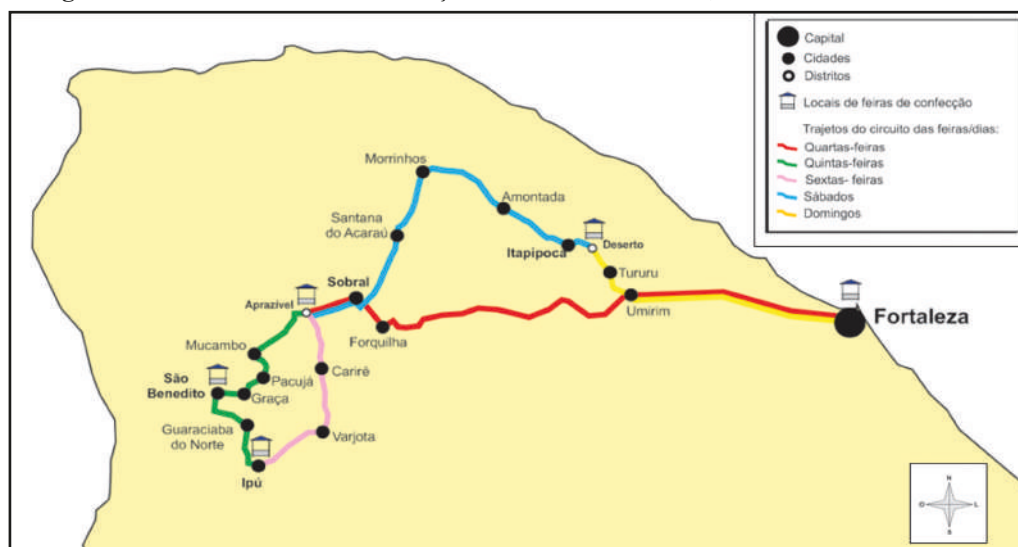 Capital
Cidades
Distritos
Locais de feiras de confecção
Trajetos do circuito das feiras/dias:
Quartas-feiras
Quintas-feiras
Sextas- feiras
Sábados
Domingos
Morrinhos
Amontada
Santana
do Acaraú
Itapipoca
Deserto
Tururu
Sobral
Aprazível
Umirim
Fortaleza
Forquilha
Mucambo
Cariré
São
Benedito
Pacujá
Graça
Guaraciaba
do Norte
Varjota
Ipú
N
O
L
S